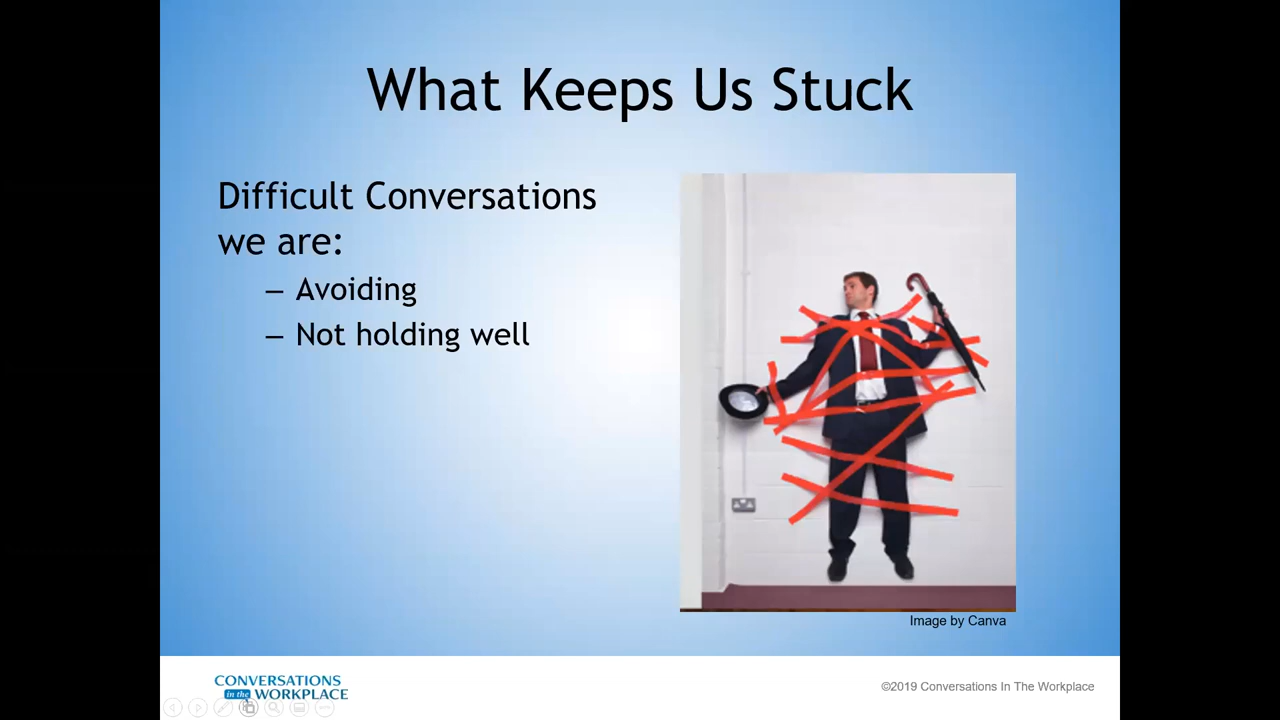 What Keeps Us Stuck
Difficult Conversations
we are:
– Avoiding
– Not holding well
Image by Canva
CONVERSATIONS
in the WORKPLACE
©2019 Conversations In The Workplace